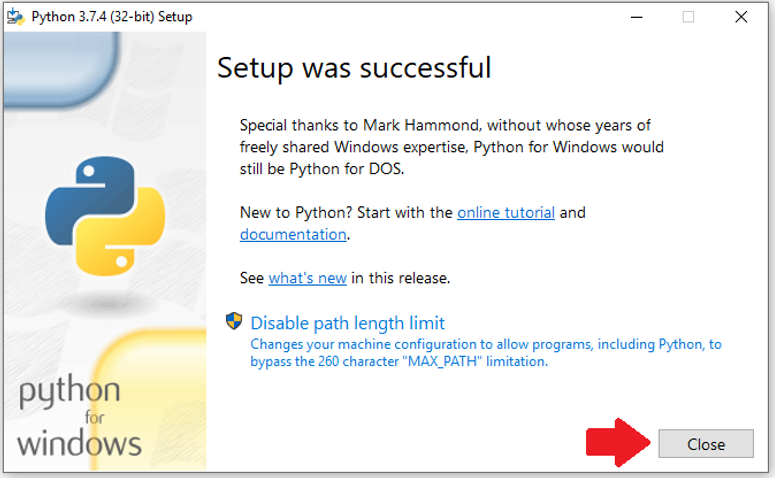 Python 3.7.4 (32-bit) Setup
Setup was successful
Special thanks to Mark Hammond, without whose years of
freely shared Windows expertise, Python for Windows would
still be Python for DOS.
New to Python? Start with the online tutorial and
documentation.
See what's new in this release.
Disable path length limit
Changes your machine configuration to allow programs, including Python, to
bypass the 260 character "MAX_PATH" limitation.
python
for
windows
Close